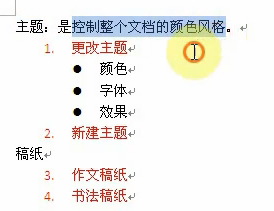 主题：是控制整个文档的颜色风格。
1. 更改主题
● 颜色
● 字体
● 效果
2. 新建主题
稿纸
3. 作文稿纸
4. 书法稿纸